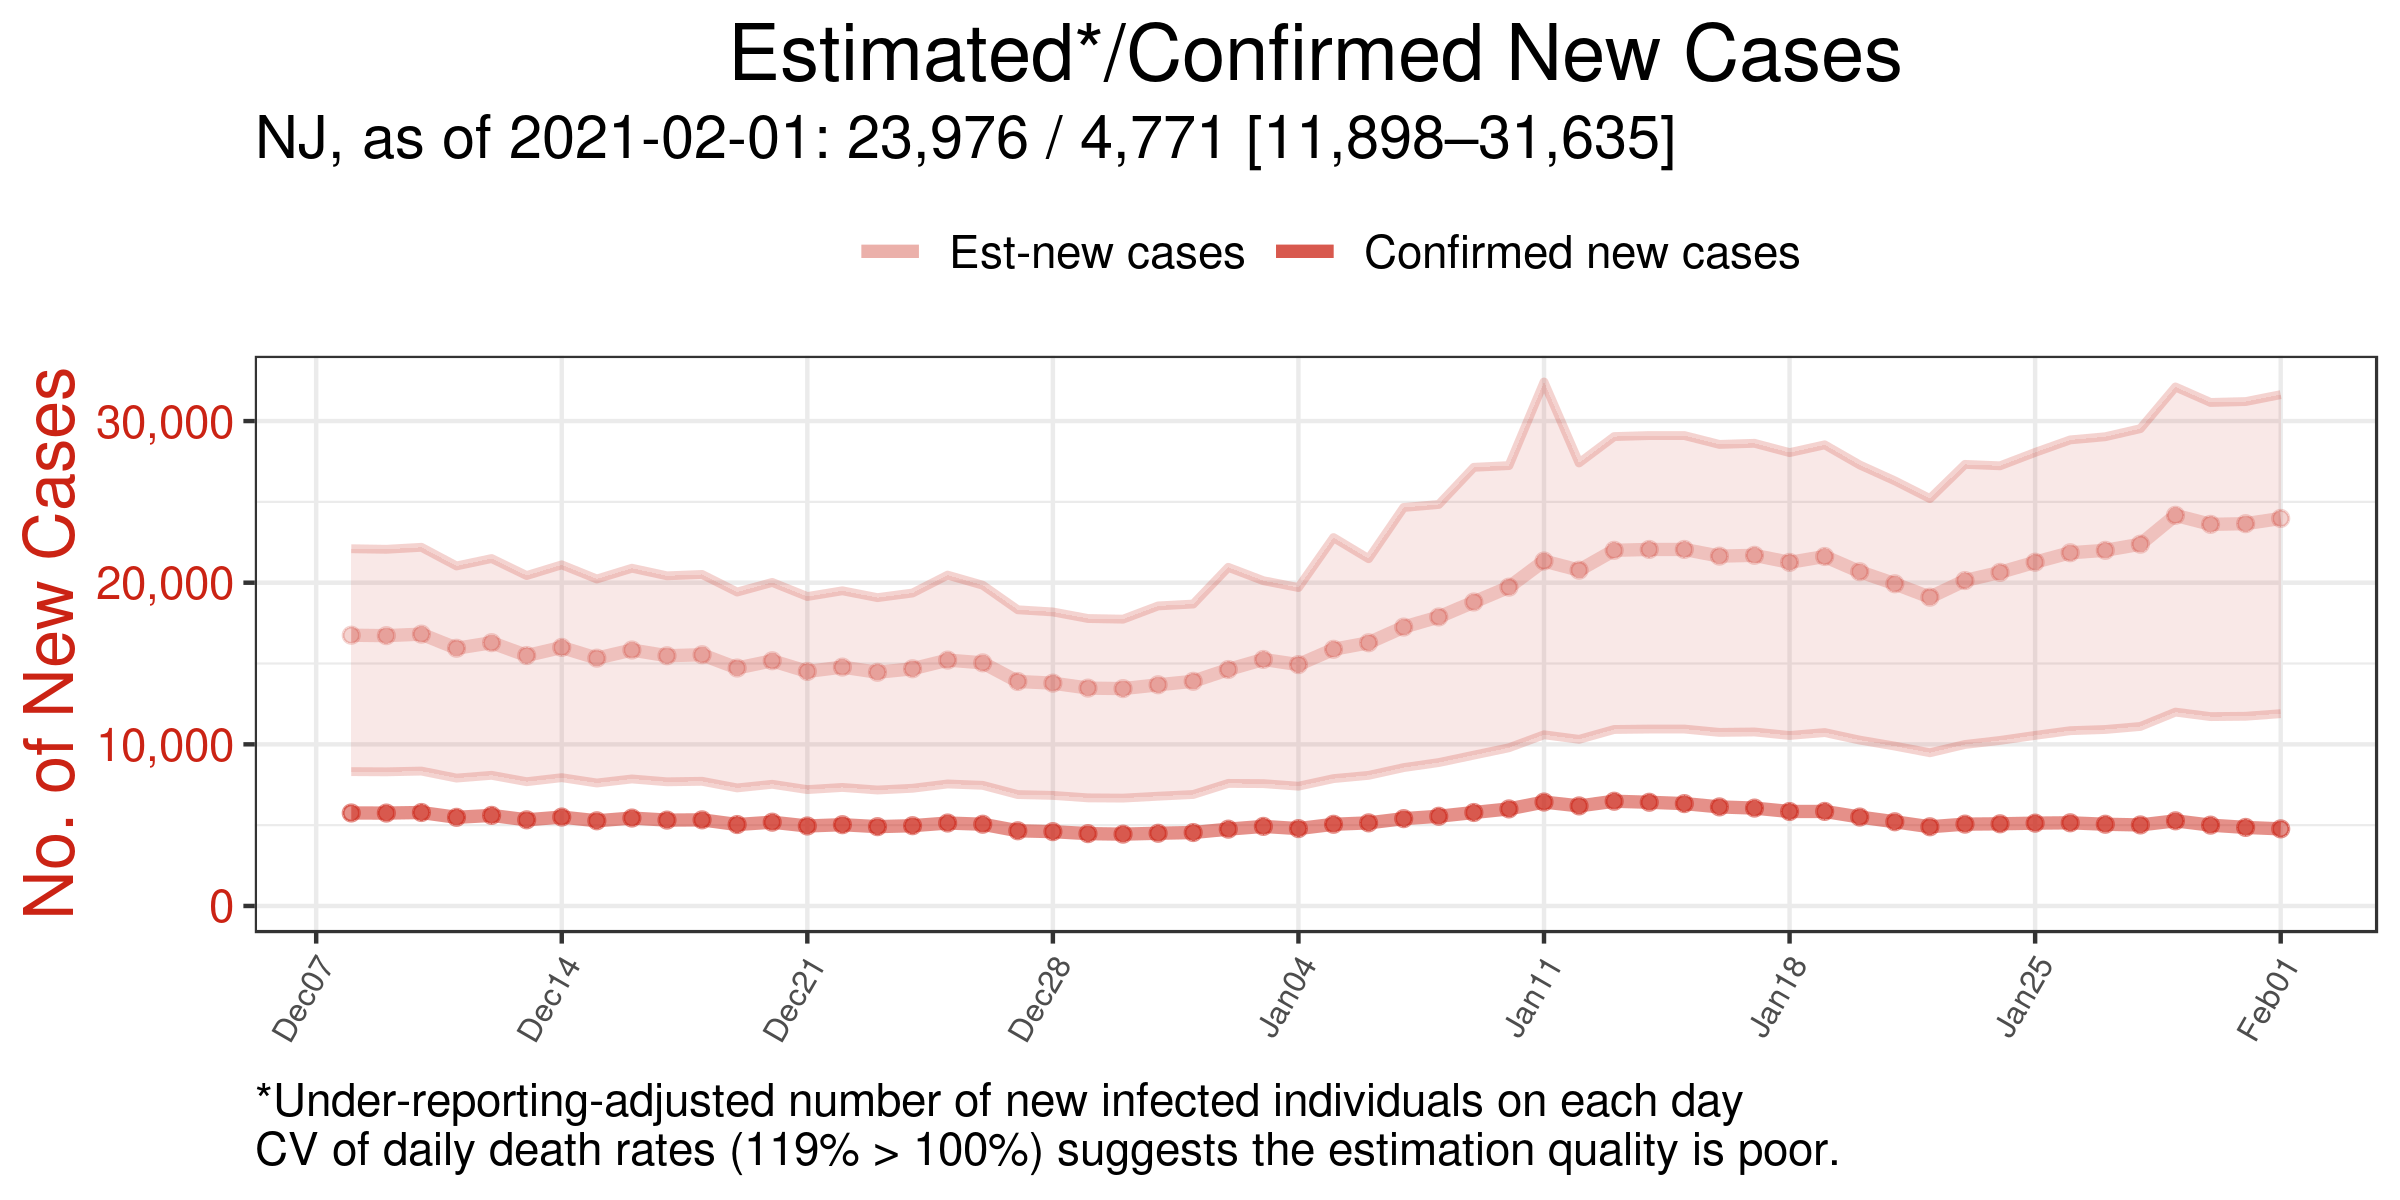 Estimated*/Confirmed New Cases
NJ, as of 2021-02-01: 23,976 / 4,771 [11,898–31,635]
Est-new cases
Confirmed new cases
No. of New Cases
30,000
20,000
10,000
0
Dec07
Dec14
Dec21
Dec28
Jan04
Jan11
Jan18
Jan25
Feb01
*Under-reporting-adjusted number of new infected individuals on each day
CV of daily death rates (119% > 100%) suggests the estimation quality is poor.